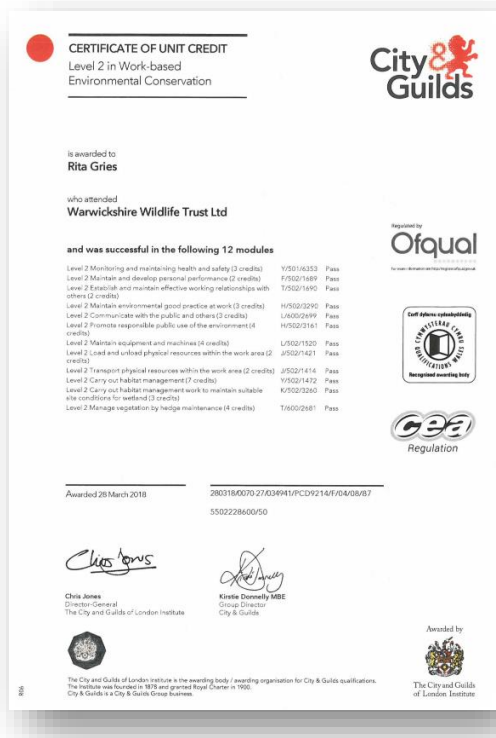 CERTIFICATE OF UNIT CREDIT
Level 2 in Work-based
Environmental Conservation
City&
Guilds
is awarded to
Rita Gries
who attended
Warwickshire Wildlife Trust Ltd
and was successful in the following 12 modules
Level 2 Monitoring and maintaining health and safety (3 credits) Y/501/6353 Pass
Level 2 Maintain and develop personal performance (2 credits) F/502/1689 Pass
Level 2 Establish and maintain effective working relationships with T/502/1690 Pass
others (2 credits)
Level 2 Maintain environmental good practice at work (3 credits) H/502/3290 Pass
Level 2 Communicate with the public and others (3 credits) L/600/2699 Pass
Level 2 Promote responsible public use of the environment (4 H/502/3161 Pass
credits)
Level 2 Maintain equipment and machines (4 credits) L/502/1520 Pass
Level 2 Load and unload physical resources within the work area (2 J/502/1421 Pass
credits)
Level 2 Transport physical resources within the work area (2 credits) J/502/1414 Pass
Level 2 Carry out habitat management (7 credits) Y/502/1472 Pass
Level 2 Carry out habitat management work to maintain suitable K/502/3260 Pass
site conditions for wetland (3 credits)
Level 2 Manage vegetation by hedge maintenance (4 credits) T/600/2681 Pass
Regulated by
Ofqual
Corff dyfarnu cydnabyddedig
CYMWYSTERAU CYMRU
QUALIFICATIONS WALES
Recognised awarding body
cea
Regulation
Awarded 28 March 2018
280318/0070-27/034941/PCD9214/F/04/08/87
5502228600/50
Chris Jones
Chris Jones
Director-General
The City and Guilds of London Institute
Kirstie Donnelly MBE
Group Director
City & Guilds
Awarded by
The City and Guilds
of London Institute
The City and Guilds of London Institute is the awarding body / awarding organisation for City & Guilds qualifications.
The Institute was founded in 1878 and granted Royal Charter in 1900.
City & Guilds is a City & Guilds Group business.